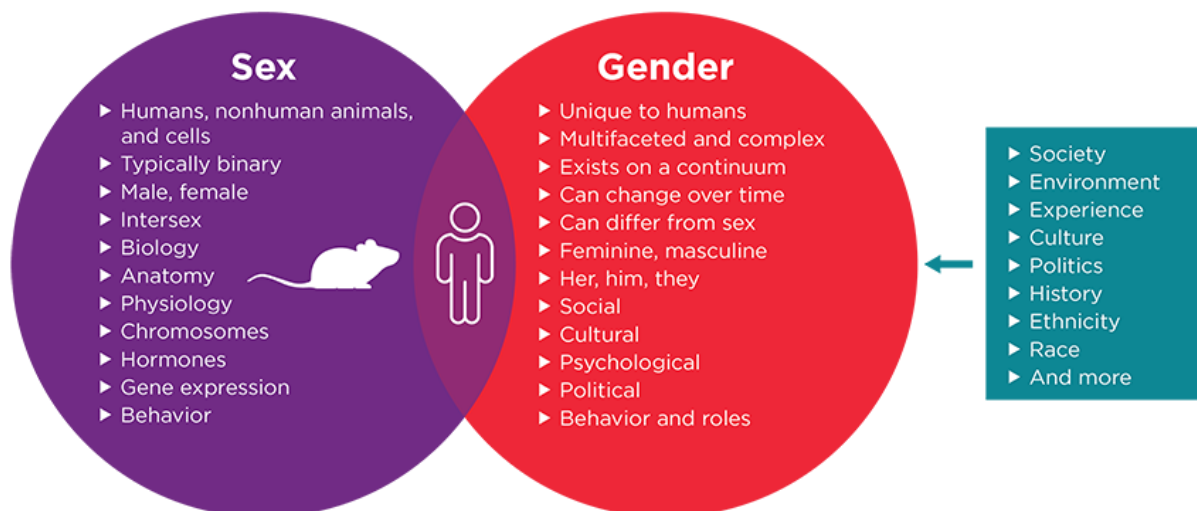 Sex
▶ Humans, nonhuman animals,
and cells
▶ Typically binary
▶ Male, female
▶ Intersex
▶ Biology
▶ Anatomy
▶ Physiology
▶ Chromosomes
▶ Hormones
▶ Gene expression
▶ Behavior
Gender
▶ Unique to humans
▶ Multifaceted and complex
▶ Exists on a continuum
▶ Can change over time
▶ Can differ from sex
▶ Feminine, masculine
▶ Her, him, they
▶ Social
▶ Cultural
▶ Psychological
▶ Political
▶ Behavior and roles
▶ Society
▶ Environment
▶ Experience
▶ Culture
▶ Politics
▶ History
▶ Ethnicity
▶ Race
▶ And more